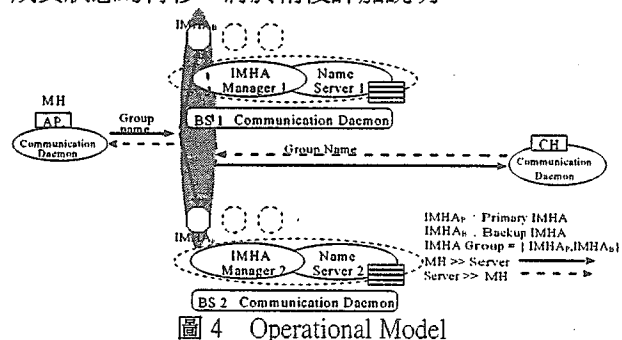 IMHA_B
IMHA Manager 1
Name Server 1
MH
AP.
Group name
Communication Daemon
BS 1 Communication Daemon
Group Name
CH
Communication Daemon
IMHA
IMHA Manager 2
Name Server 2
BS 2 Communication Daemon
IMHA_P : Primary IMHA
IMHA_B . Backup IMHA
IMHA Group = { IMHA_P, IMHA_B }
MH >> Server
Server >> MH
圖 4 Operational Model